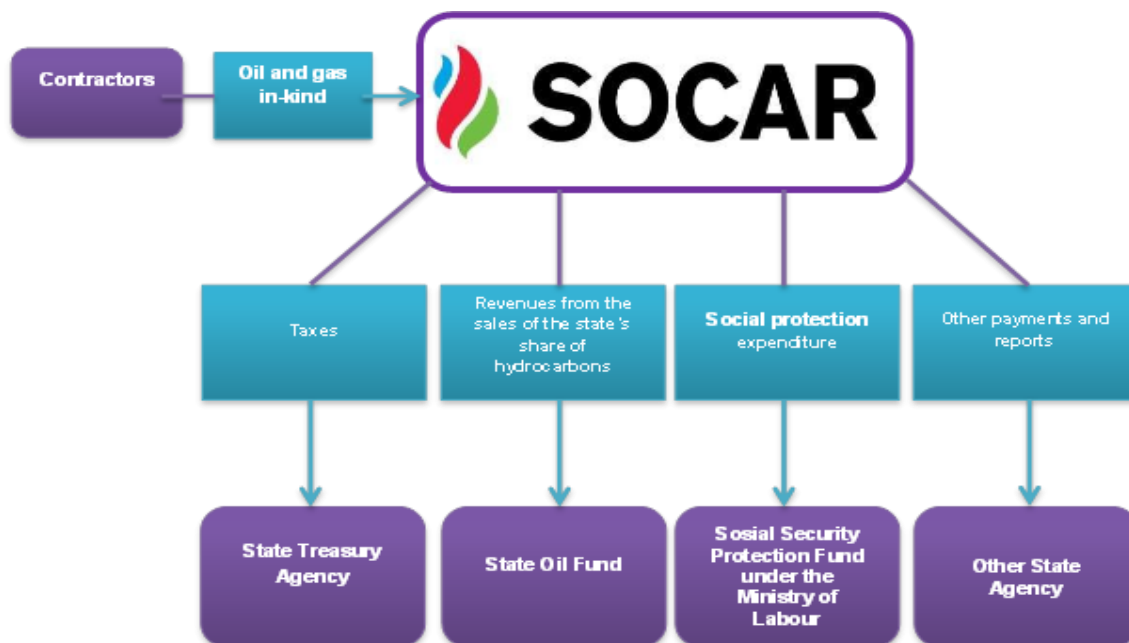 Contractors
Oil and gas
in-kind
SOCAR
Taxes
Revenues from the
sales of the state's
share of
hydrocarbons
Social protection
expenditure
Other payments and
reports
State Treasury
Agency
State Oil Fund
Sosial Security
Protection Fund
under the
Ministry of
Labour
Other State
Agency